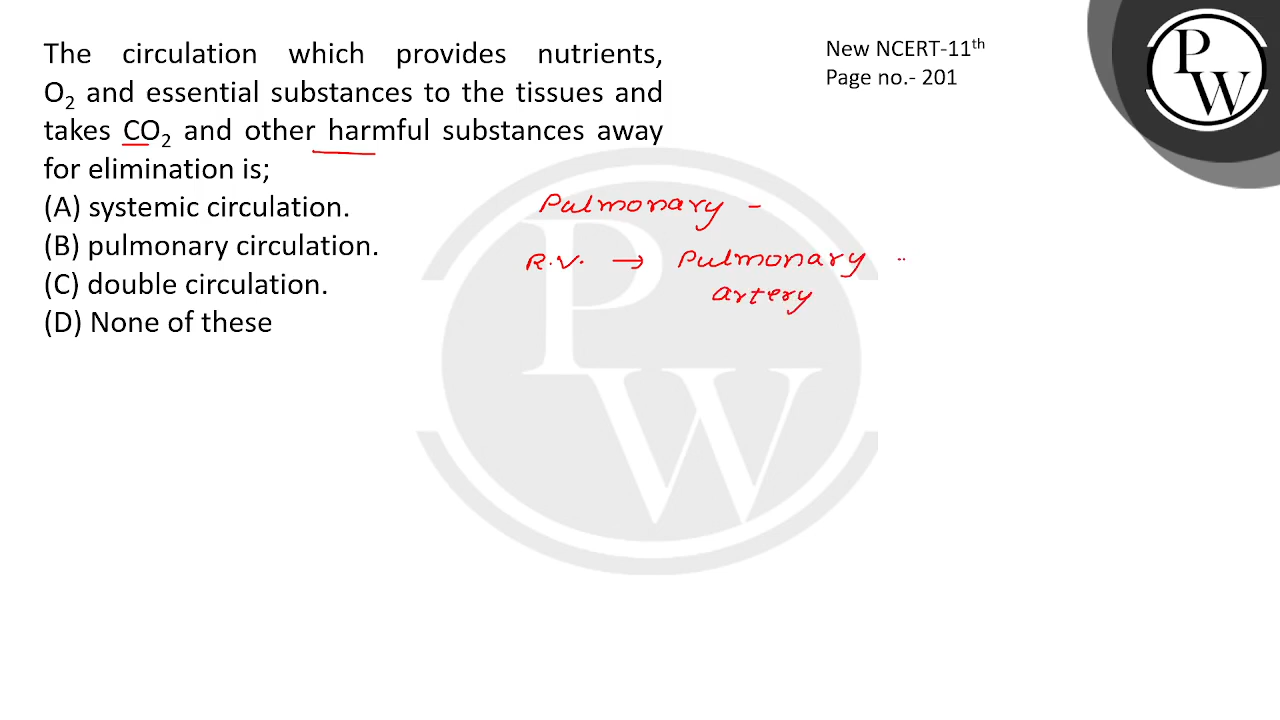 The circulation which provides nutrients,
O₂ and essential substances to the tissues and
takes CO₂ and other harmful substances away
for elimination is;
(A) systemic circulation.
(B) pulmonary circulation.
(C) double circulation.
(D) None of these
New NCERT-11ᵗʰ
Page no.- 201
P
W
Pulmonary -
R.V. → Pulmonary
artery
P
W